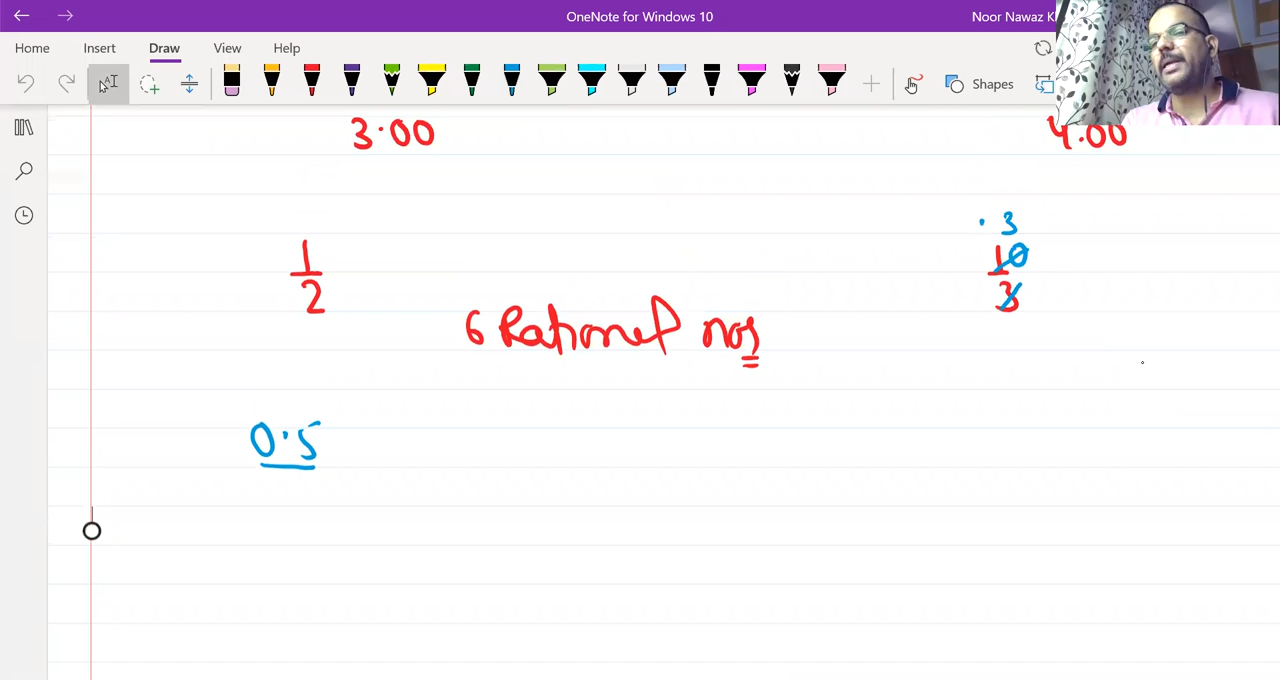 OneNote for Windows 10
Noor Nawaz K
Home Insert Draw View Help
Shapes
3.00 4.00
. 3
1 10
2 3
6 Rational nos
0.5